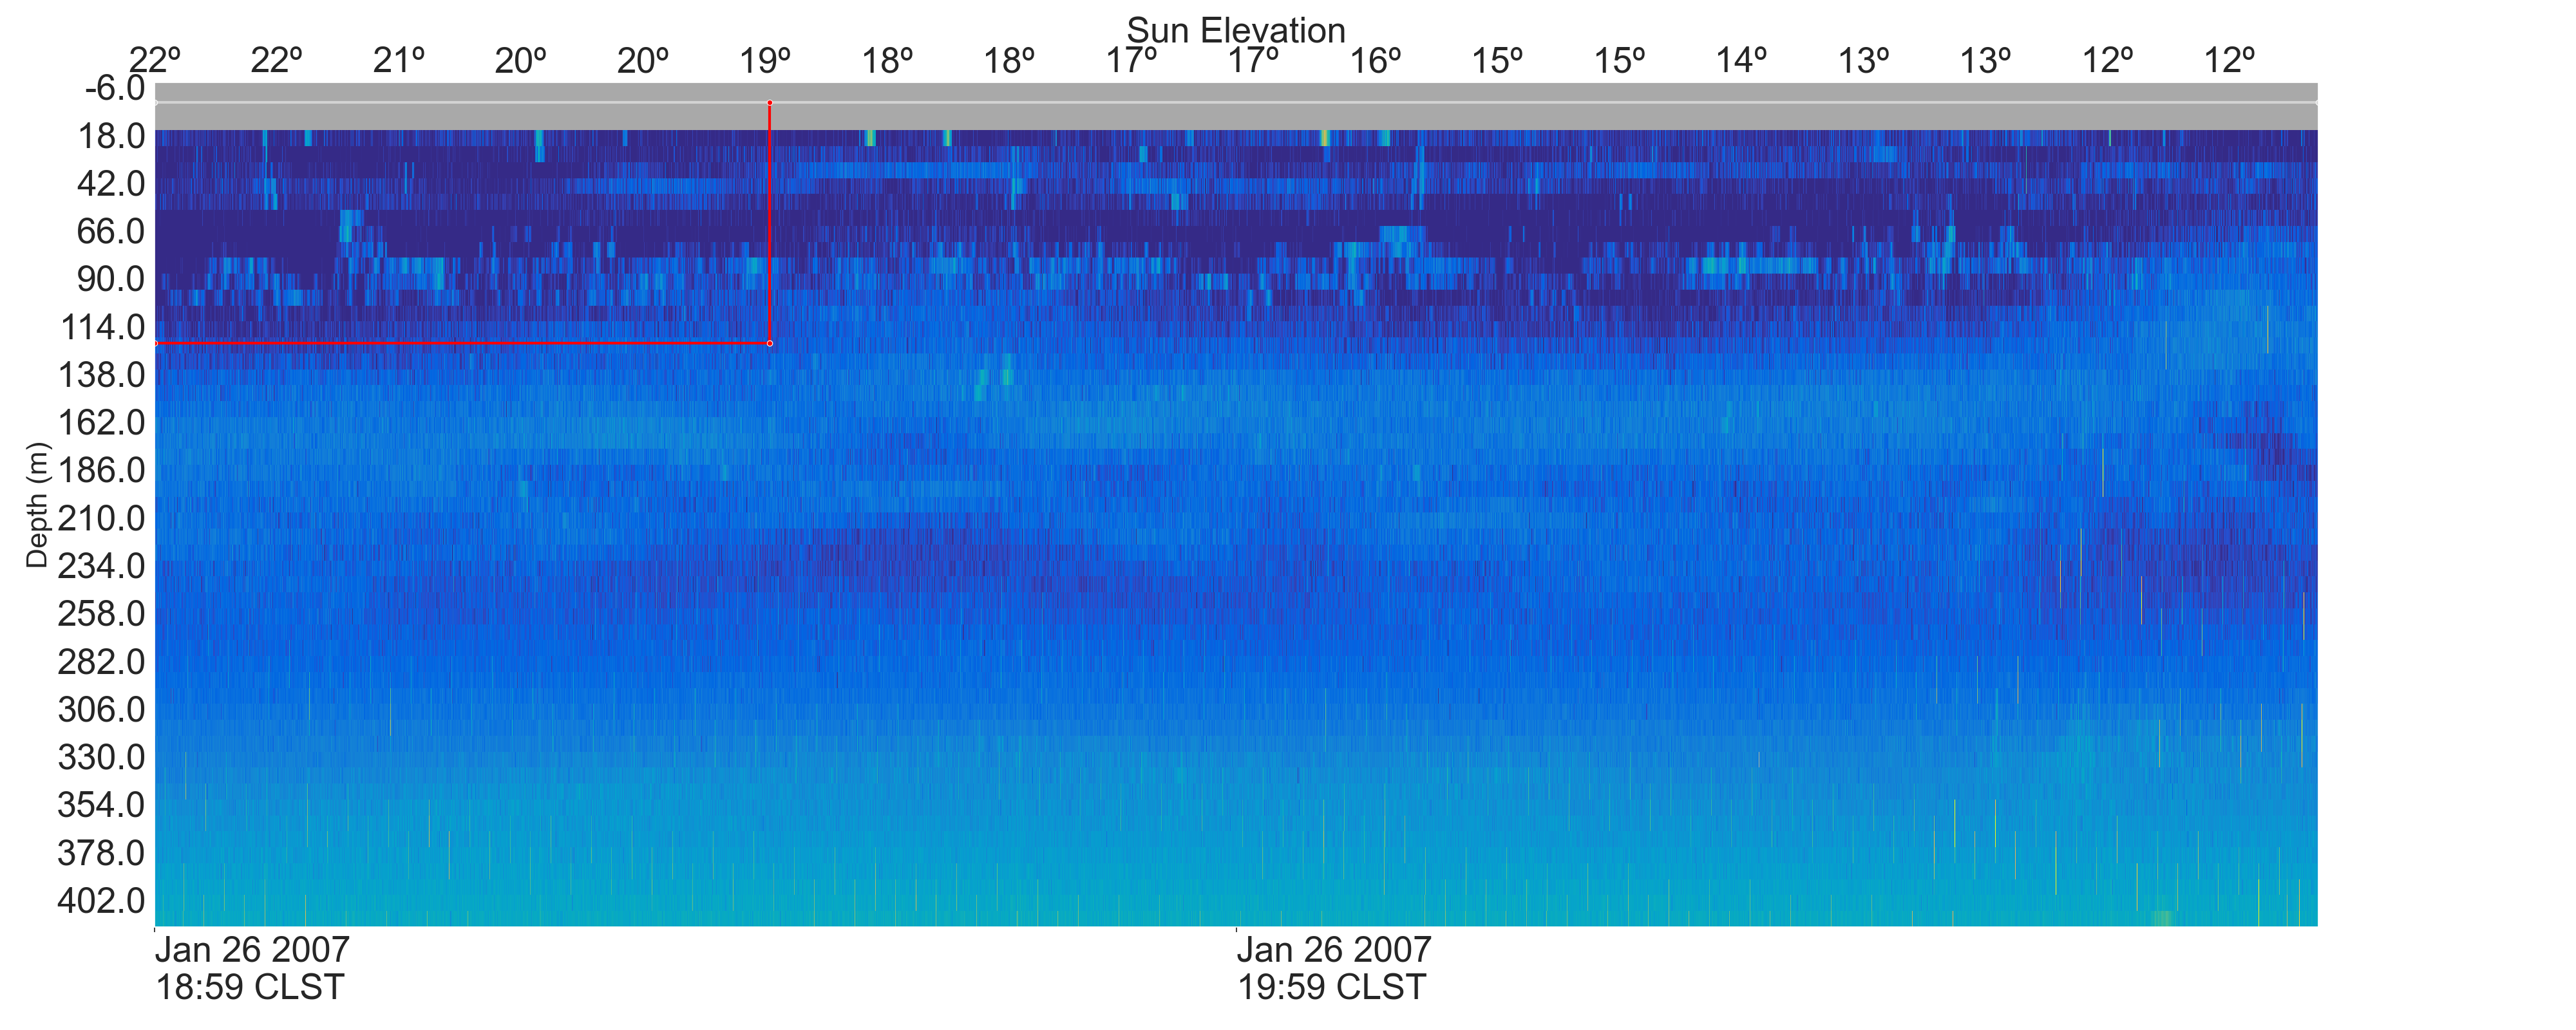 Sun Elevation
22º 22º 21º 20º 20º 19º 18º 18º 17º 17º 16º 15º 15º 14º 13º 13º 12º 12º
-6.0
18.0
42.0
66.0
90.0
114.0
138.0
162.0
186.0
210.0
234.0
258.0
282.0
306.0
330.0
354.0
378.0
402.0
Depth (m)
Jan 26 2007
18:59 CLST
Jan 26 2007
19:59 CLST